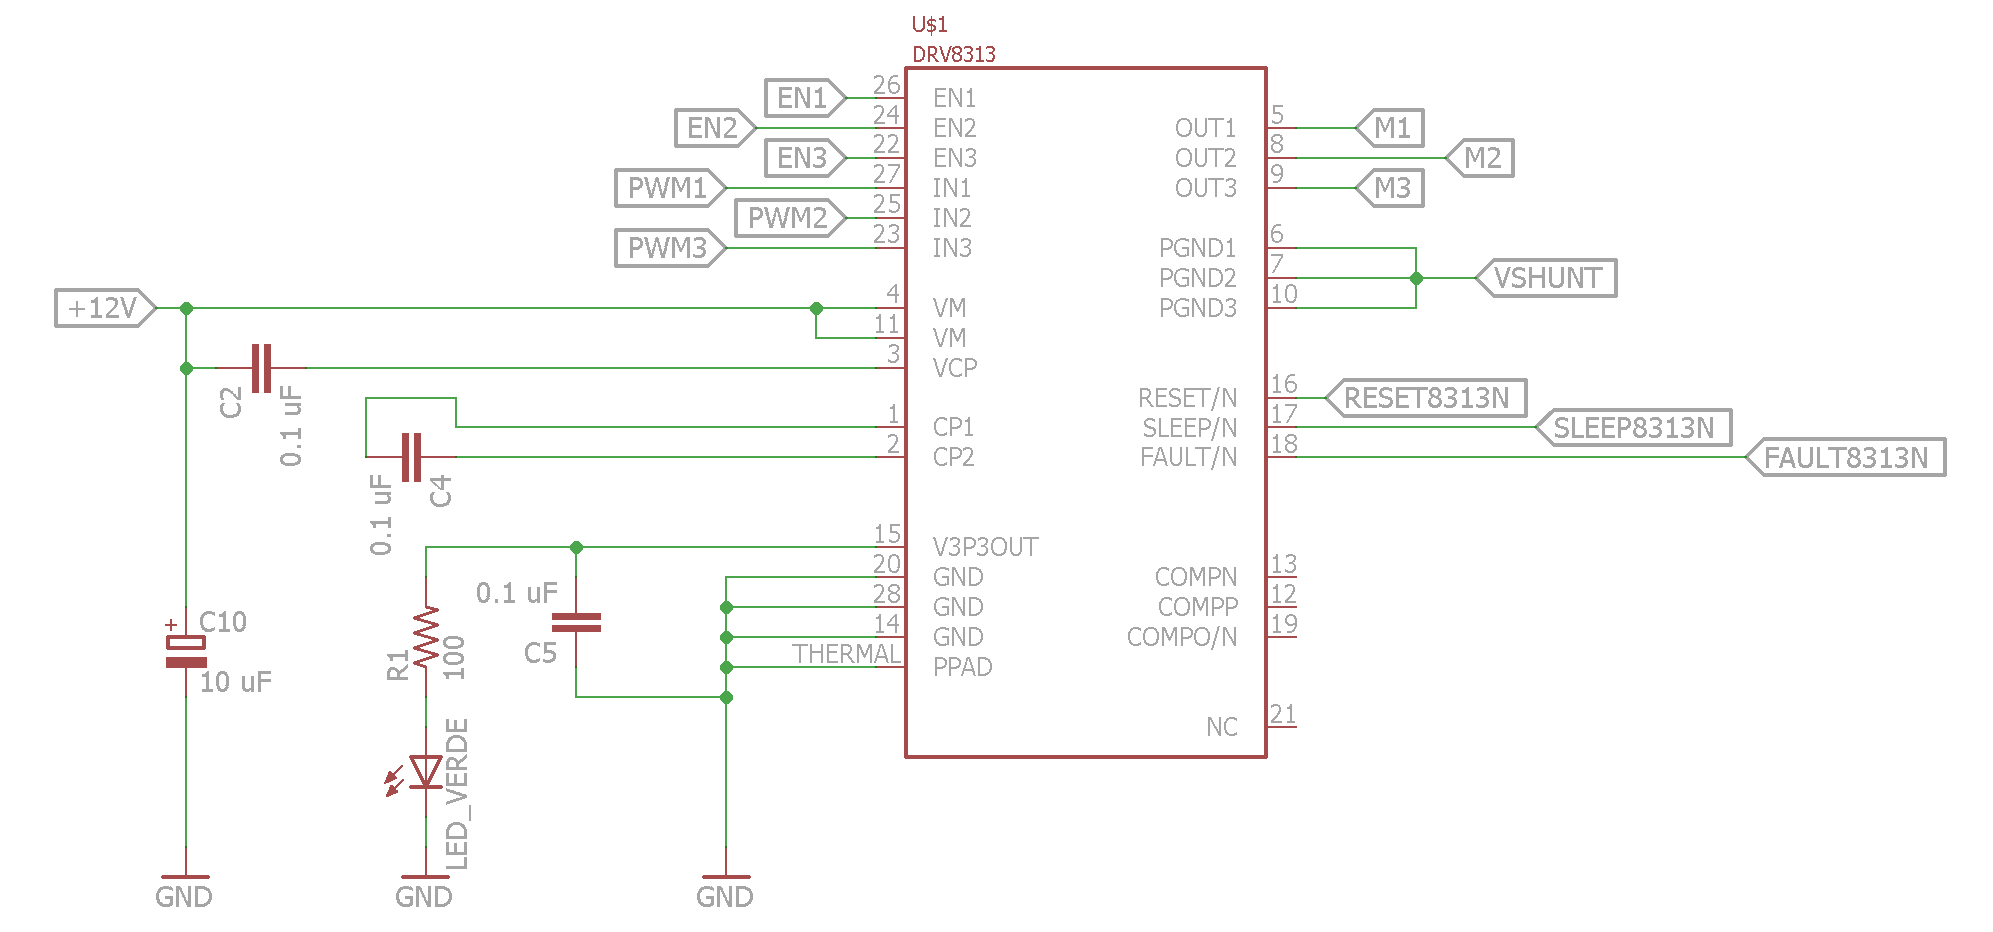 U$1
DRV8313
EN1
EN2
EN3
PWM1
PWM2
PWM3
+12V
26
24
22
27
25
23
4
11
3
1
2
15
20
28
14
THERMAL
EN1
EN2
EN3
IN1
IN2
IN3
VM
VM
VCP
CP1
CP2
V3P3OUT
GND
GND
GND
PPAD
OUT1
OUT2
OUT3
PGND1
PGND2
PGND3
RESET/N
SLEEP/N
FAULT/N
COMPN
COMPP
COMPO/N
NC
5
8
9
6
7
10
16
17
18
13
12
19
21
M1
M2
M3
VSHUNT
RESET8313N
SLEEP8313N
FAULT8313N
C2
0.1 uF
0.1 uF
C4
+
C10
10 uF
R1
100
0.1 uF
C5
LED_VERDE
GND
GND
GND